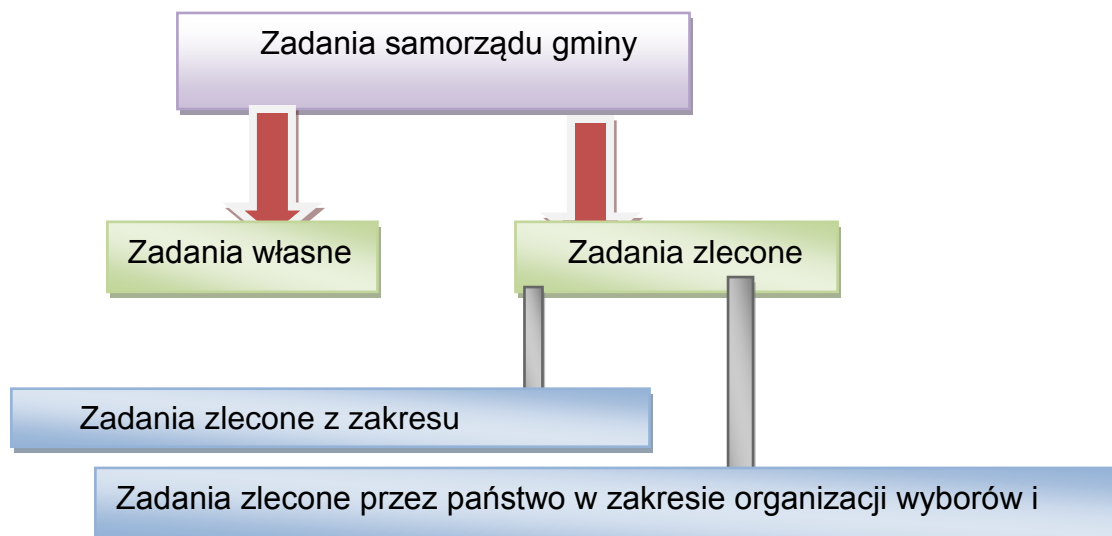 Zadania samorządu gminy
Zadania własne
Zadania zlecone
Zadania zlecone z zakresu
Zadania zlecone przez państwo w zakresie organizacji wyborów i